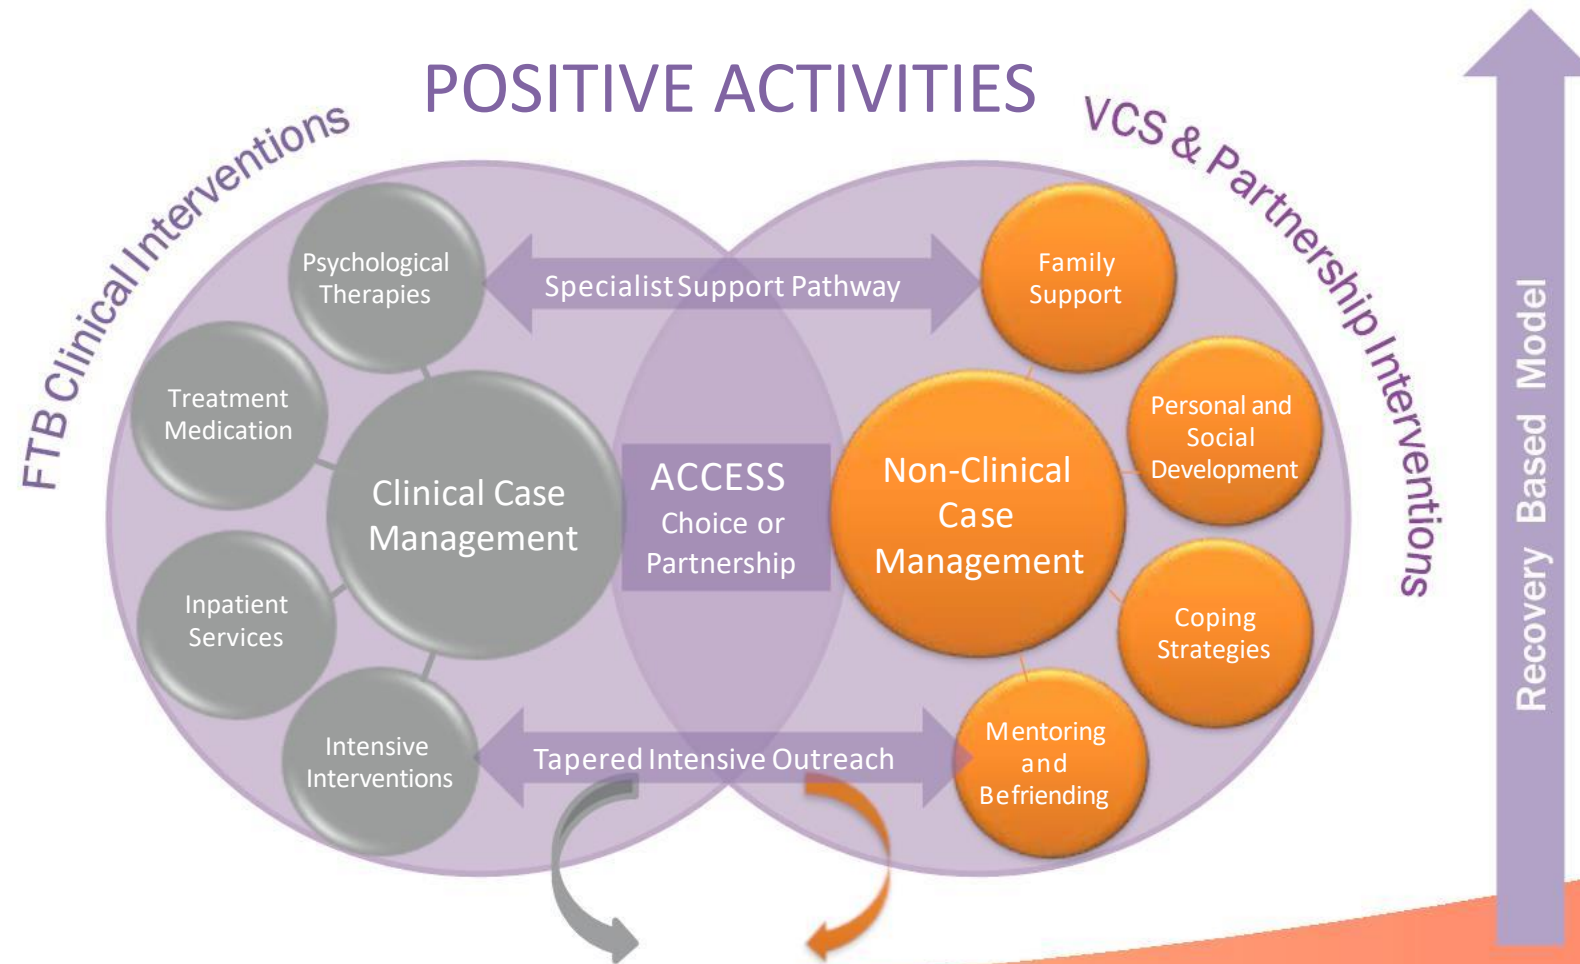 POSITIVE ACTIVITIES
FTB Clinical Interventions
VCS & Partnership Interventions
Psychological
Therapies
Specialist Support Pathway
Family
Support
Treatment
Medication
Personal and
Social
Development
Clinical Case
Management
ACCESS
Choice or
Partnership
Non-Clinical
Case
Management
Inpatient
Services
Coping
Strategies
Intensive
Interventions
Tapered Intensive Outreach
Mentoring
and
Befriending
Recovery Based Model